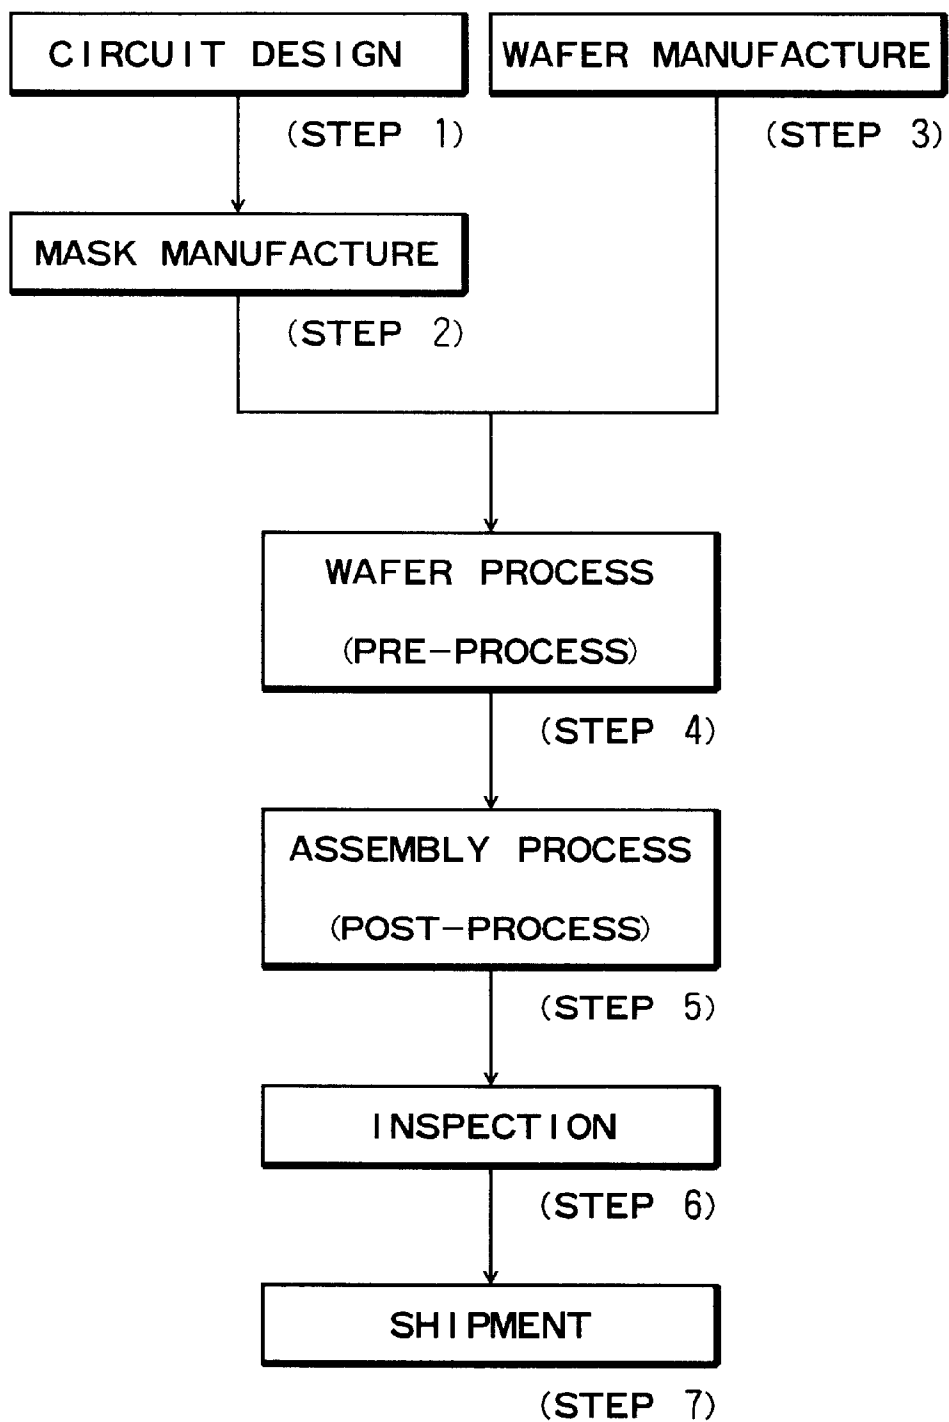 CIRCUIT DESIGN
(STEP 1)
WAFER MANUFACTURE
(STEP 3)
MASK MANUFACTURE
(STEP 2)
WAFER PROCESS
(PRE-PROCESS)
(STEP 4)
ASSEMBLY PROCESS
(POST-PROCESS)
(STEP 5)
INSPECTION
(STEP 6)
SHIPMENT
(STEP 7)